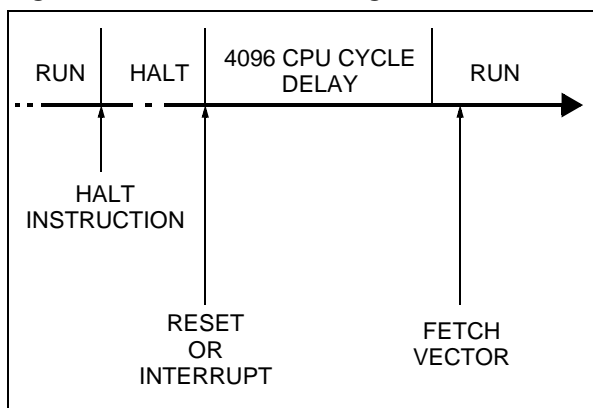 RUN
HALT
4096 CPU CYCLE
DELAY
RUN
HALT
INSTRUCTION
RESET
OR
INTERRUPT
FETCH
VECTOR